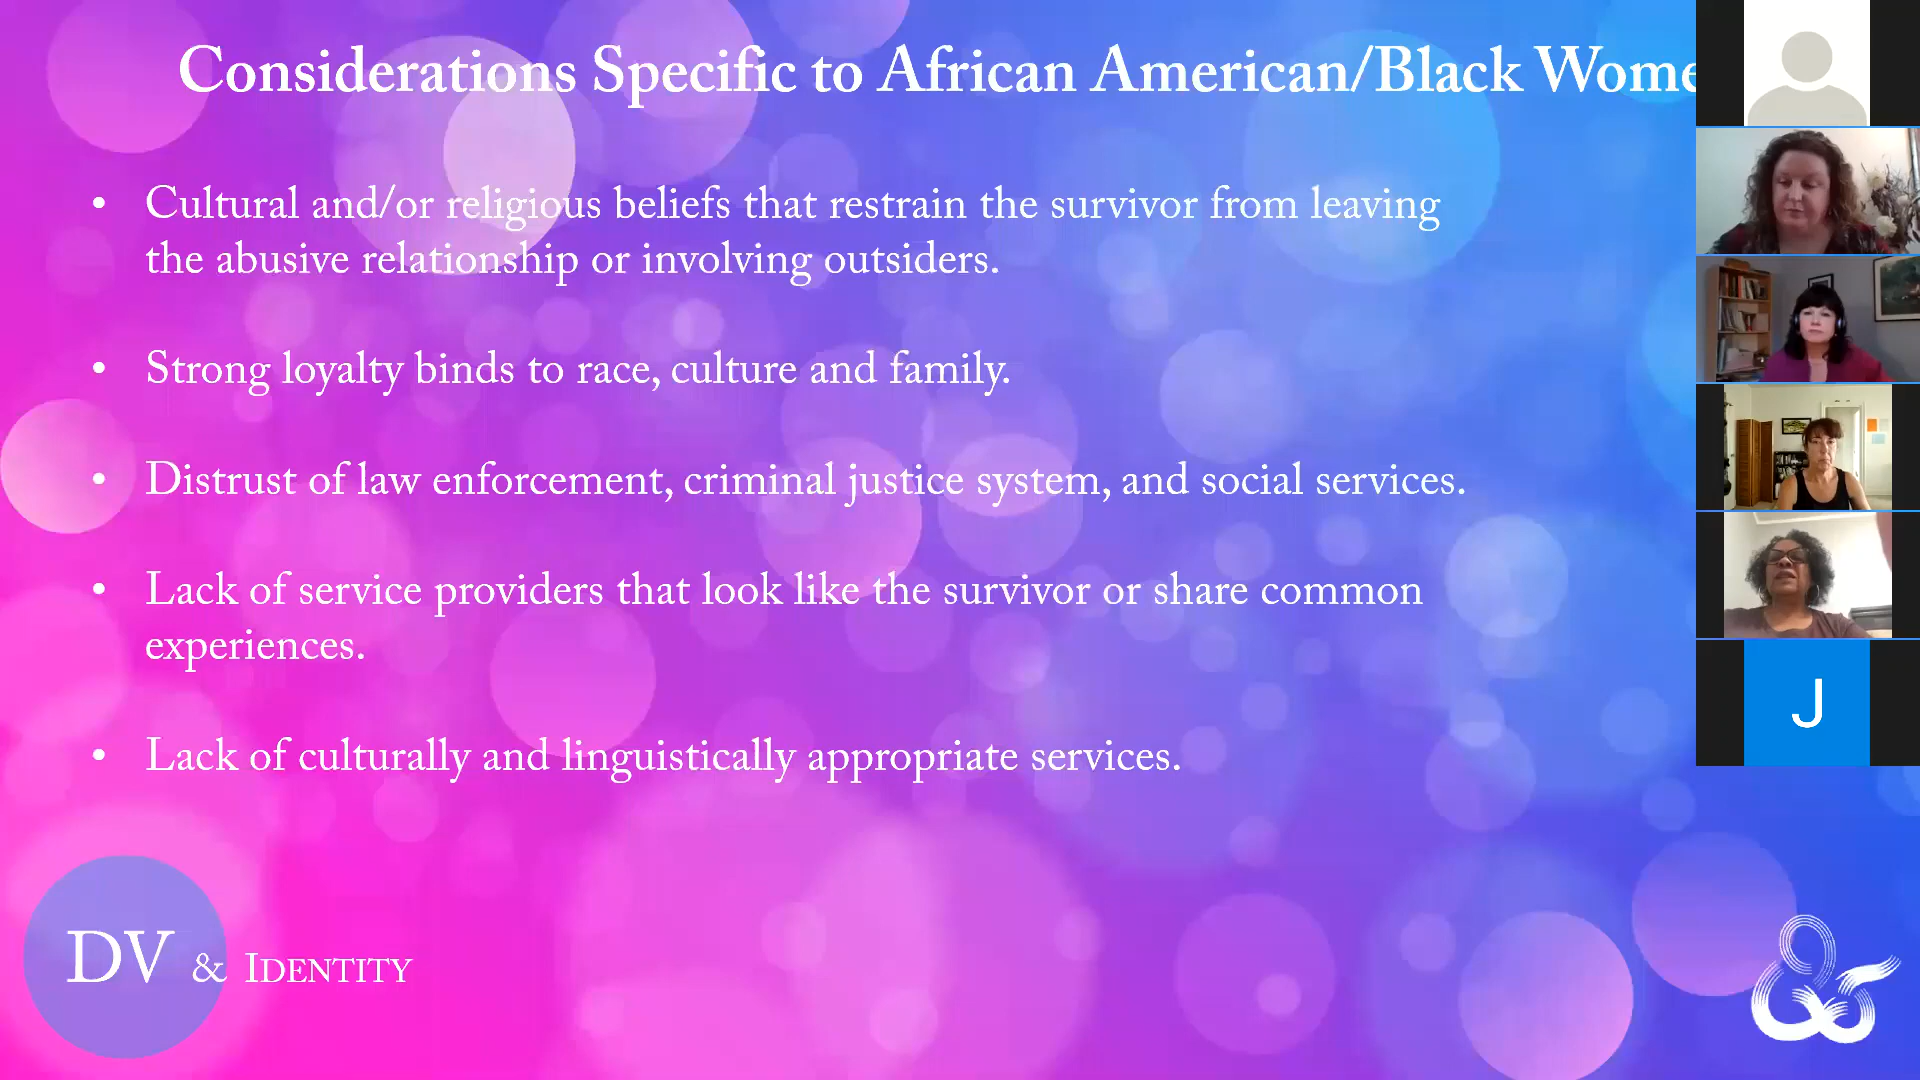 Considerations Specific to African American/Black Wome
• Cultural and/or religious beliefs that restrain the survivor from leaving
the abusive relationship or involving outsiders.
• Strong loyalty binds to race, culture and family.
• Distrust of law enforcement, criminal justice system, and social services.
• Lack of service providers that look like the survivor or share common
experiences.
• Lack of culturally and linguistically appropriate services.
DV & IDENTITY
J